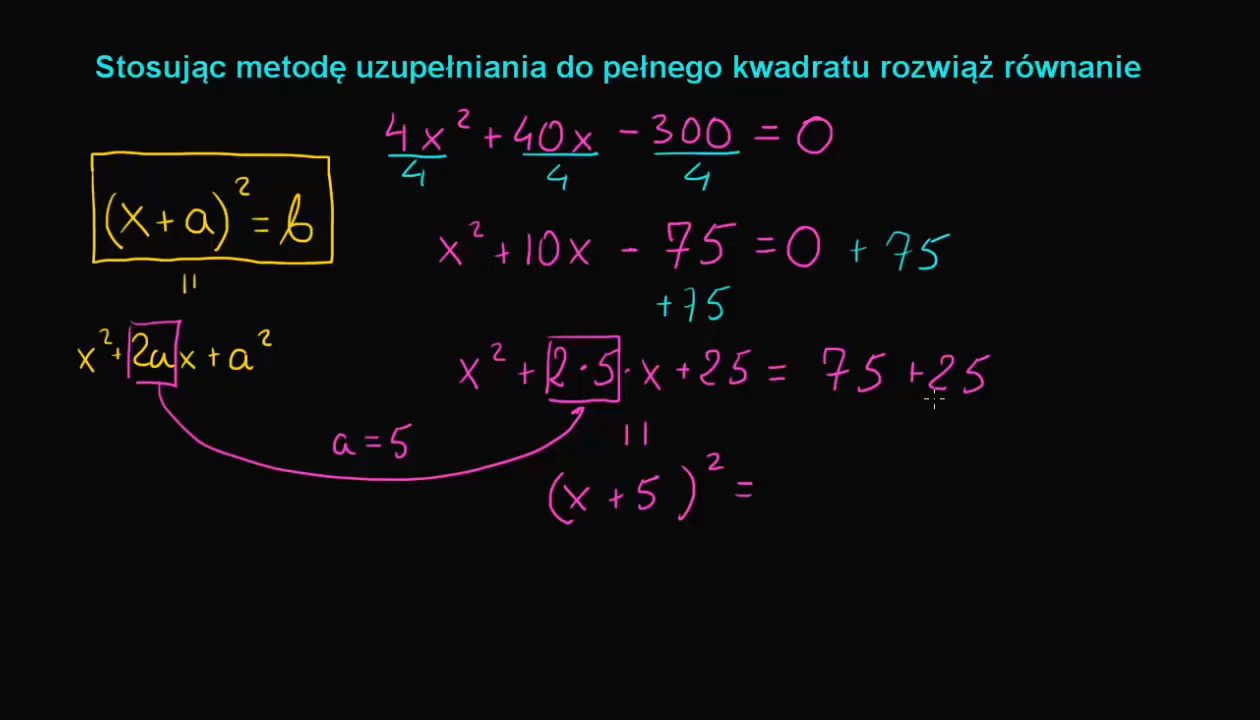 Stosując metodę uzupełniania do pełnego kwadratu rozwiąż równanie
4x² + 40x - 300 = 0
4 4 4
(x + a)² = b
x² + 10x - 75 = 0 + 75
+75
=
x² + 2ax + a²
x² + 2·5·x + 25 = 75 + 25
a = 5
=
(x + 5)² =